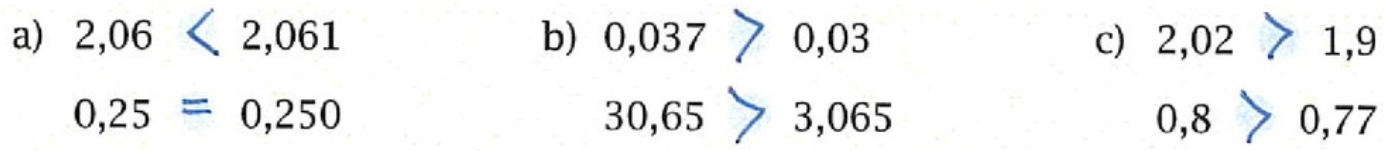 a) 2,06 < 2,061 b) 0,037 > 0,03 c) 2,02 > 1,9
0,25 = 0,250 30,65 > 3,065 0,8 > 0,77